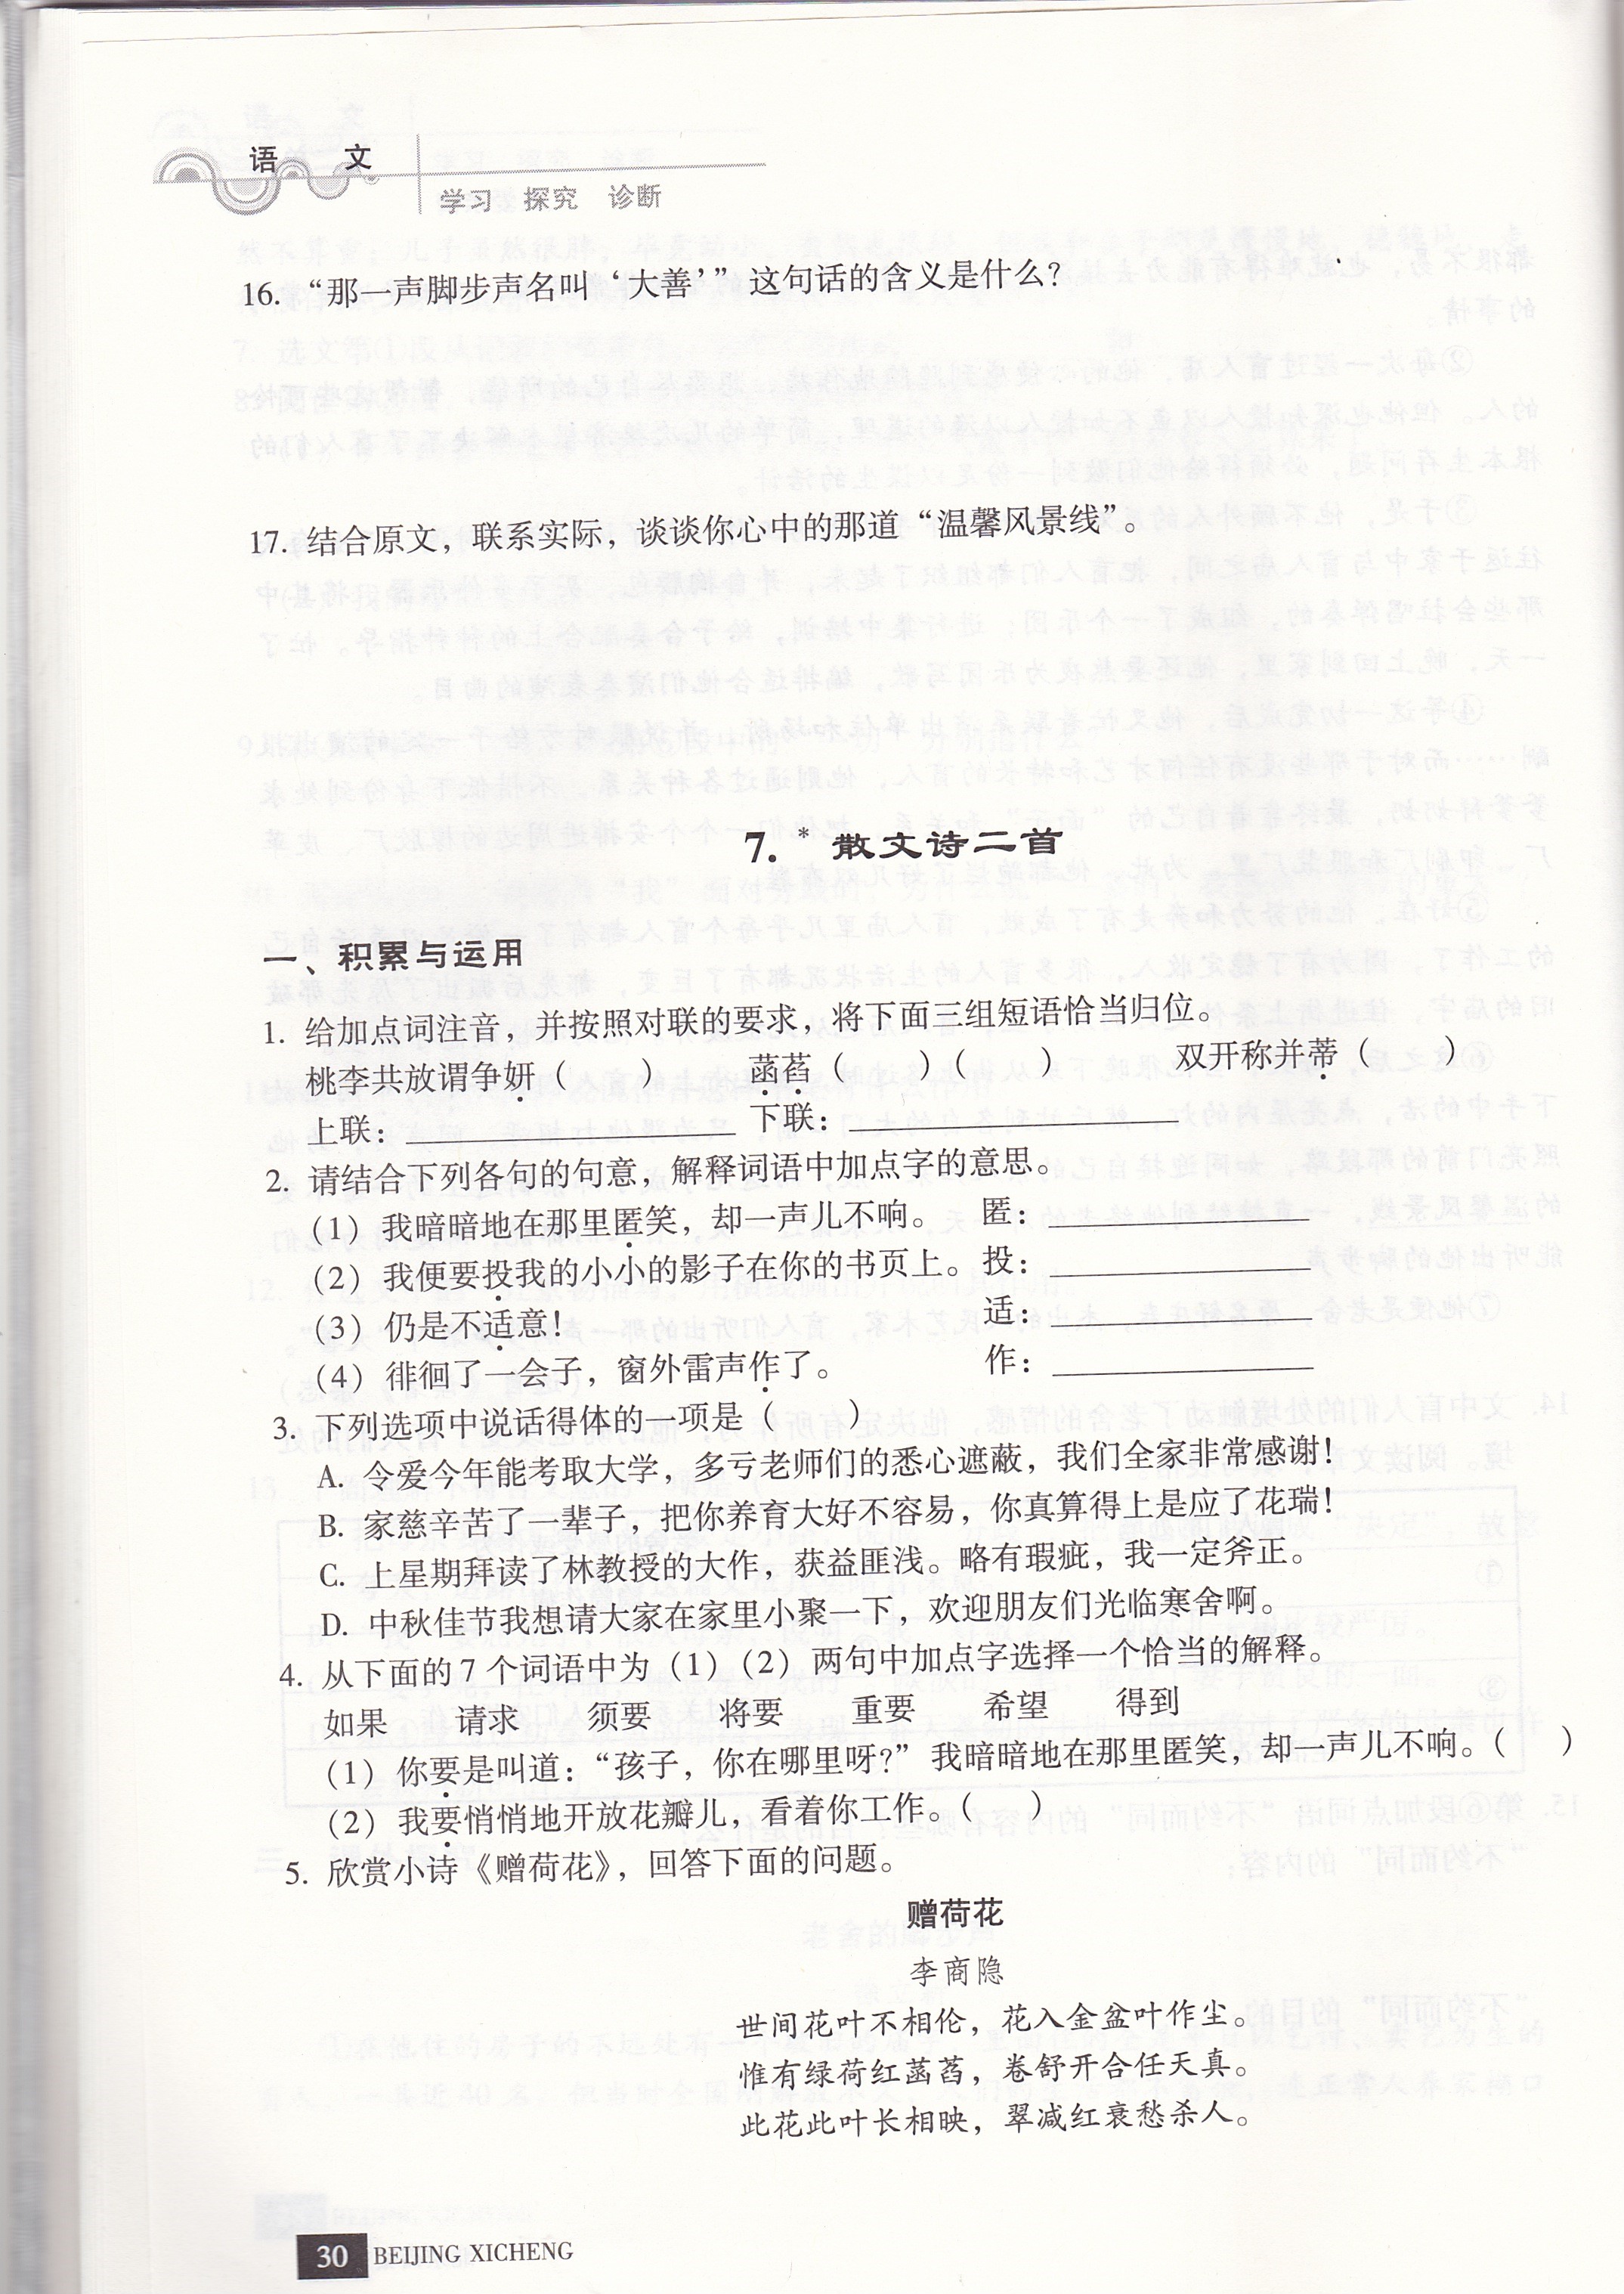 语 文
学习 探究 诊断
16. “那一声脚步声名叫‘大善’”这句话的含义是什么？
17. 结合原文，联系实际，谈谈你心中的那道“温馨风景线”。
7.* 散文诗二首
一、积累与运用
1. 给加点词注音，并按照对联的要求，将下面三组短语恰当归位。
桃李共放谓争妍（ ） 菡萏（ ）（ ） 双开称并蒂（ ）
上联：____________ 下联：____________
2. 请结合下列各句的句意，解释词语中加点字的意思。
（1）我暗暗地在那里匿笑，却一声儿不响。 匿：____________
（2）我便要投我的小小的影子在你的书页上。投：____________
（3）仍是不适意！ 适：____________
（4）徘徊了一会子，窗外雷声作了。 作：____________
3. 下列选项中说话得体的一项是（ ）
A. 令爱今年能考取大学，多亏老师们的悉心遮蔽，我们全家非常感谢！
B. 家慈辛苦了一辈子，把你养育大好不容易，你真算得上是应了花瑞！
C. 上星期拜读了林教授的大作，获益匪浅。略有瑕疵，我一定斧正。
D. 中秋佳节我想请大家在家里小聚一下，欢迎朋友们光临寒舍啊。
4. 从下面的7个词语中为（1）（2）两句中加点字选择一个恰当的解释。
如果 请求 须要 将要 重要 希望 得到
（1）你要是叫道：“孩子，你在哪里呀？”我暗暗地在那里匿笑，却一声儿不响。（ ）
（2）我要悄悄地开放花瓣儿，看着你工作。（ ）
5. 欣赏小诗《赠荷花》，回答下面的问题。
赠荷花
李商隐
世间花叶不相伦，花入金盆叶作尘。
惟有绿荷红菡萏，卷舒开合任天真。
此花此叶长相映，翠减红衰愁杀人。
30 BEIJING XICHENG